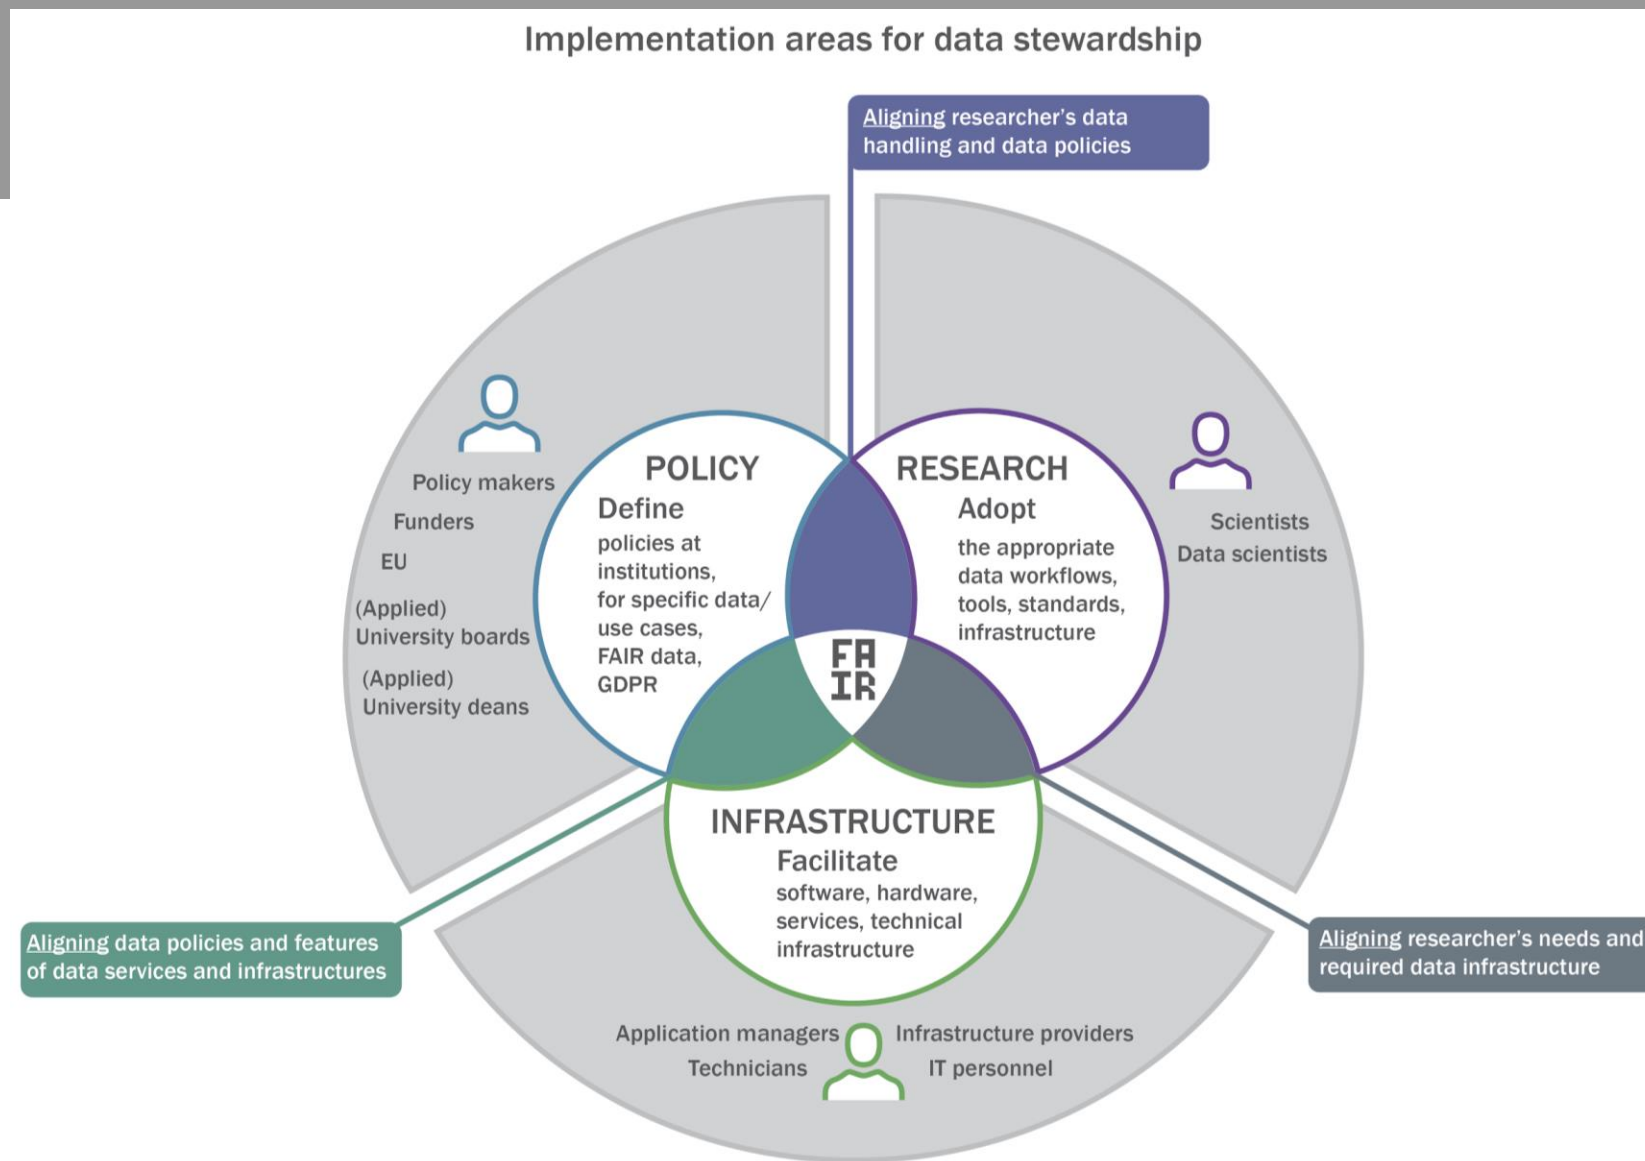 Implementation areas for data stewardship
Aligning researcher's data
handling and data policies
Policy makers
Funders
EU
(Applied)
University boards
(Applied)
University deans
POLICY
Define
policies at
institutions,
for specific data/
use cases,
FAIR data,
GDPR
RESEARCH
Adopt
the appropriate
data workflows,
tools, standards,
infrastructure
Scientists
Data scientists
FA
IR
INFRASTRUCTURE
Facilitate
software, hardware,
services, technical
infrastructure
Aligning data policies and features
of data services and infrastructures
Aligning researcher's needs and
required data infrastructure
Application managers
Technicians
Infrastructure providers
IT personnel